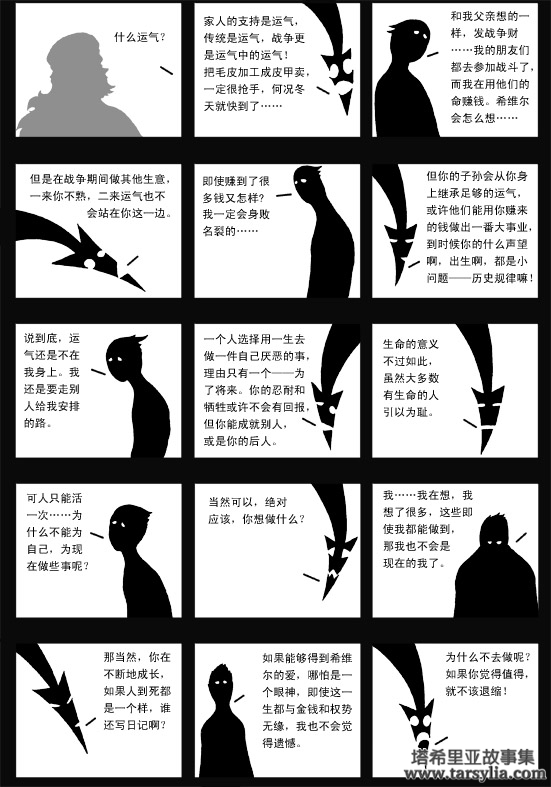 什么运气？
家人的支持是运气，
传统是运气，战争更
是运气中的运气！
把毛皮加工成皮甲卖，
一定很抢手，何况冬
天就快到了……
和我父亲想的一
样，发战争财
……我的朋友们
都去参加战斗了，
而我在用他们的
命赚钱。希维尔
会怎么想……
但是在战争期间做其他生意，
一来你不熟，二来运气也不
会站在你这一边。
即使赚到了很
多钱又怎样？
我一定会身败
名裂的……
但你的子孙会从你身
上继承足够的运气，
或许他们能用你赚来
的钱做出一番大事业，
到时候你的什么声望
啊，出生啊，都是小
问题——历史规律嘛！
说到底，运
气还是不在
我身上。我
还是要走别
人给我安排
的路。
一个人选择用一生去
做一件自己厌恶的事，
理由只有一个——为
了将来。你的忍耐和
牺牲或许不会有回报，
但你能成就别人，
或是你的后人。
生命的意义
不过如此，
虽然大多数
有生命的人
引以为耻。
可人只能活
一次……为
什么不能为
自己，为现
在做些事呢？
当然可以，绝对
应该，你想做什么？
我……我在想，我
想了很多，这些即
使我都能做到，
那我也不会是
现在的我了。
那当然，你在
不断地成长，
如果人到死都
是一个样，谁
还写日记啊？
如果能够得到希维
尔的爱，哪怕是一
个眼神，即使这一
生都与金钱和权势
无缘，我也不会觉
得遗憾。
为什么不去做呢？
如果你觉得值得，
就不该退缩！
塔希里亚故事集
www.tarsylia.com